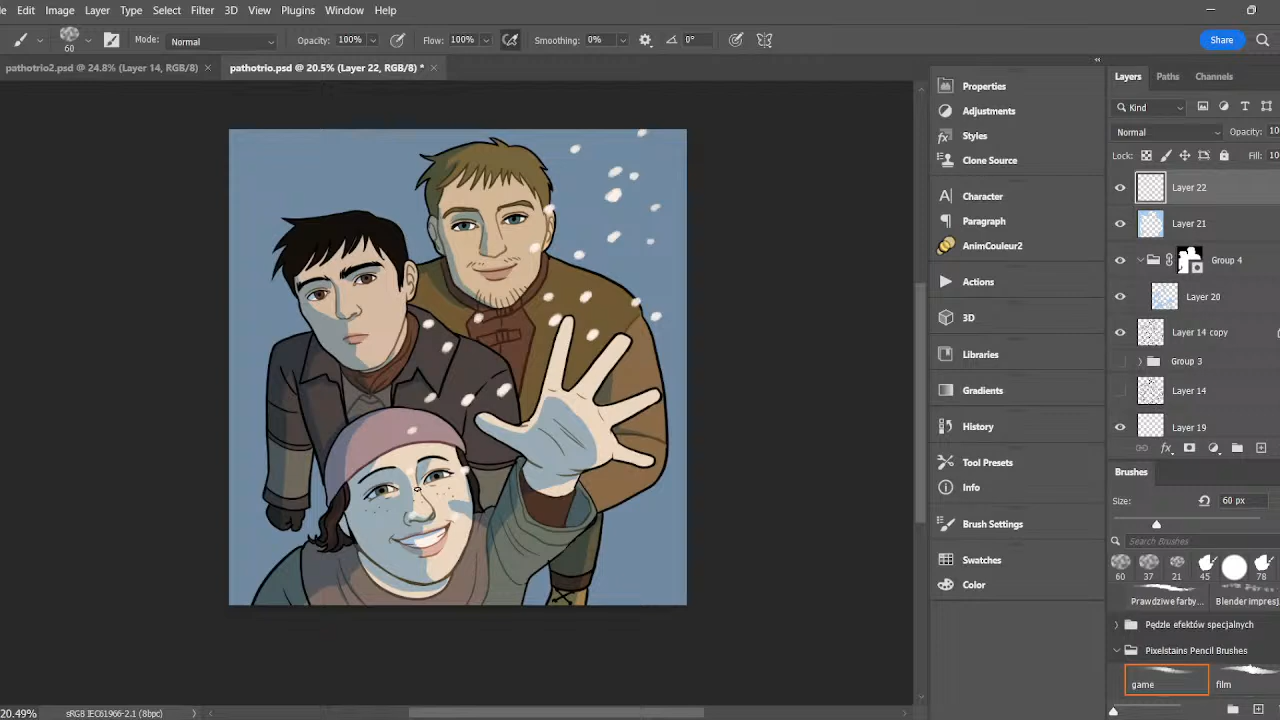 Edit Image Layer Type Select Filter 3D View Plugins Window Help
60 Mode: Normal Opacity: 100% Flow: 100% Smoothing: 0% 0° Share
pathotrio2.psd @ 24.8% (Layer 14, RGB/8) × pathotrio.psd @ 20.5% (Layer 22, RGB/8) * ×
Properties
Adjustments
Styles
Clone Source
Character
Paragraph
AnimCouleur2
Actions
3D
Libraries
Gradients
History
Tool Presets
Info
Brush Settings
Swatches
Color
Layers Paths Channels
Kind
Normal Opacity:
Lock: Fill:
Layer 22
Layer 21
Group 4
Layer 20
Layer 14 copy
Group 3
Layer 14
Layer 19
fx
Brushes
Size: 60 px
Search Brushes
60 37 21 45 63
Prawdziwe farby... Blender impresj
Pędzle efektów specjalnych
Pixelstains Pencil Brushes
game film
20.49% sRGB IEC61966-2.1 (8bpc)